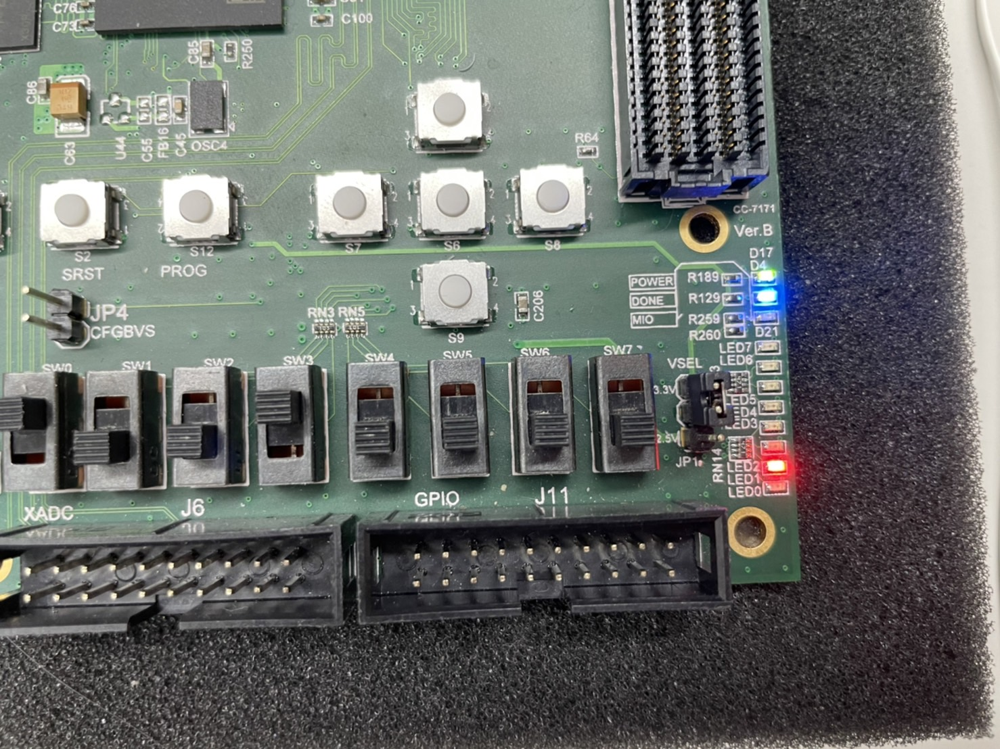 C76
C73
C100
C85
R250
C86
C63
U44
C55
FB16
C45
OSC4
R64
CC-7171
Ver.B
S2
SRST
S12
PROG
S7
S6
S8
D17
D4
POWER
R189
DONE
R129
MIO
R259
R260
D21
JP4
CFGBVS
RN3
RN5
S9
C206
SW0
SW1
SW2
SW3
SW4
SW5
SW6
SW7
VSEL
3.3V
2.5V
LED7
LED6
LED5
LED4
LED3
LED2
LED1
LED0
RN14
XADC
J6
GPIO
J11